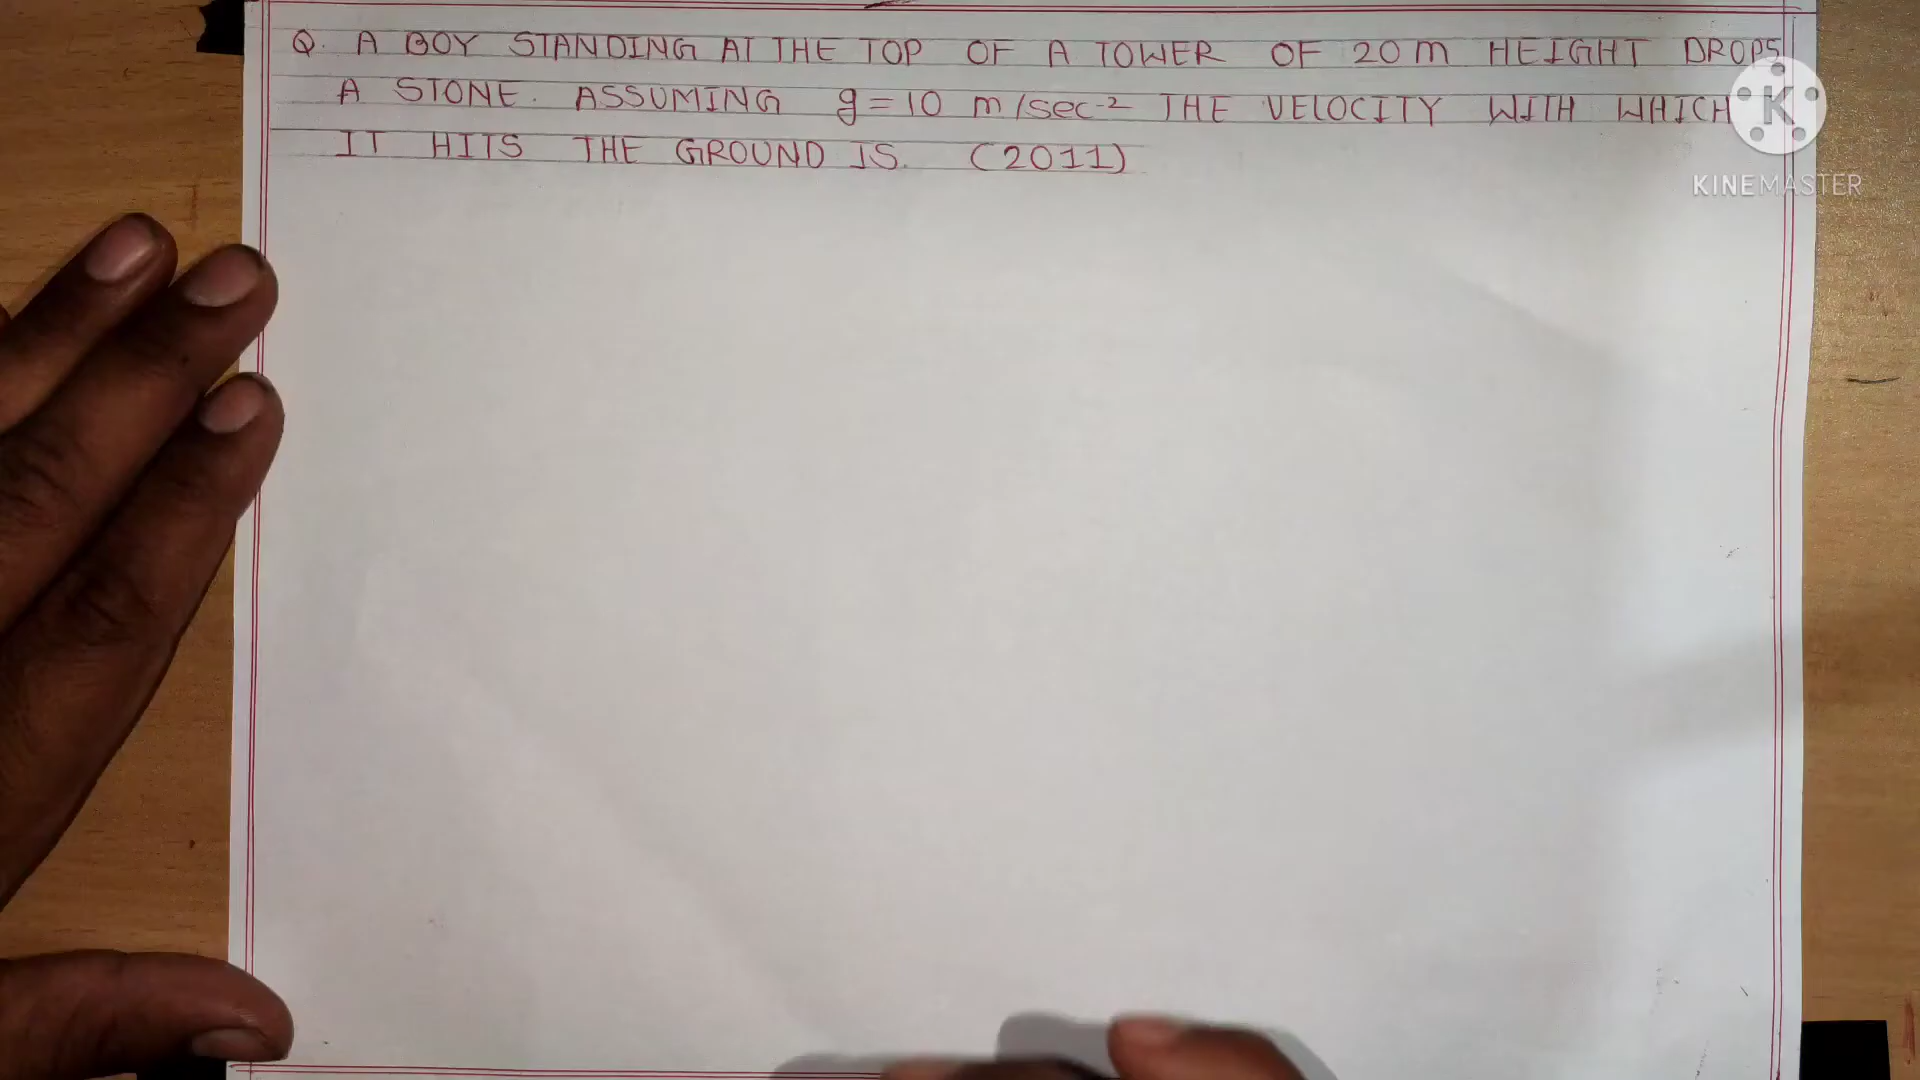 Q. A BOY STANDING AT THE TOP OF A TOWER OF 20 M HEIGHT DROPS
A STONE. ASSUMING g=10 m/sec-2 THE VELOCITY WITH WHICH
IT HITS THE GROUND IS. (2011)
K
KINEMASTER